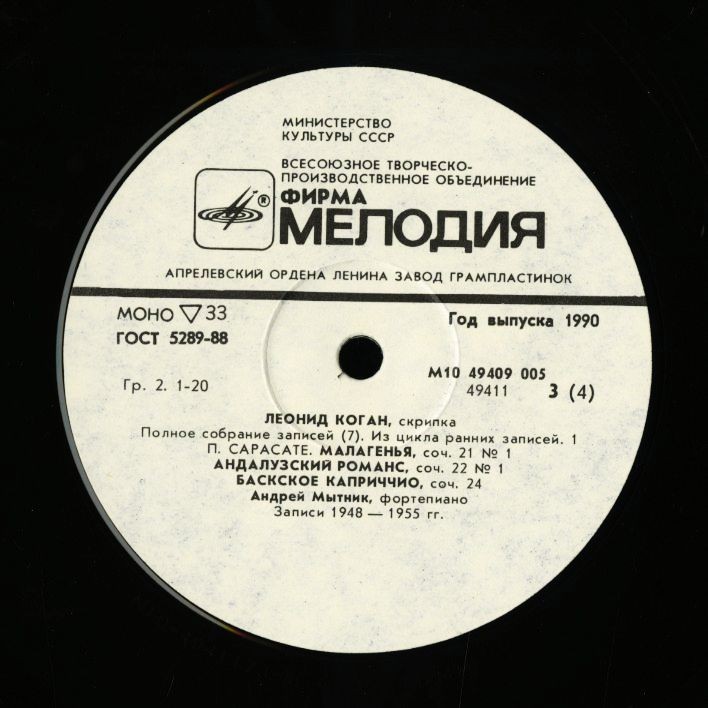 МИНИСТЕРСТВО
КУЛЬТУРЫ СССР
ВСЕСОЮЗНОЕ ТВОРЧЕСКО-
ПРОИЗВОДСТВЕННОЕ ОБЪЕДИНЕНИЕ
® ФИРМА
МЕЛОДИЯ
АПРЕЛЕВСКИЙ ОРДЕНА ЛЕНИНА ЗАВОД ГРАМПЛАСТИНОК
МОНО ▽ 33
Год выпуска 1990
ГОСТ 5289-88
М10 49409 005
Гр. 2. 1-20
49411 3 (4)
ЛЕОНИД КОГАН, скрипка
Полное собрание записей (7). Из цикла ранних записей. 1
П. САРАСАТЕ. МАЛАГЕНЬЯ, соч. 21 № 1
АНДАЛУЗСКИЙ РОМАНС, соч. 22 № 1
БАСКСКОЕ КАПРИЧЧИО, соч. 24
Андрей Мытник, фортепиано
Записи 1948 — 1955 гг.